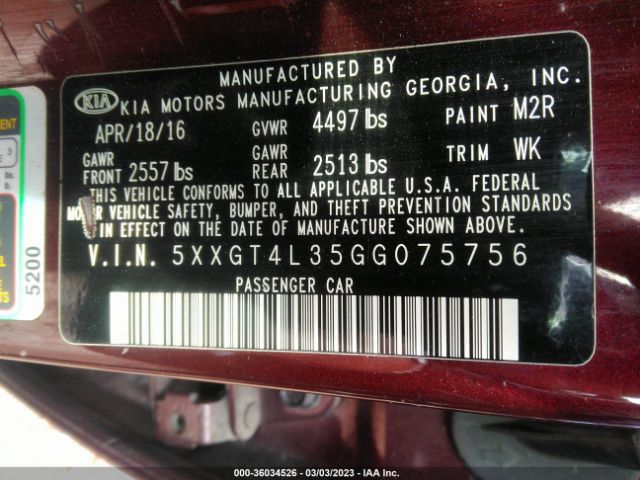 MANUFACTURED BY
KIA KIA MOTORS MANUFACTURING GEORGIA, INC.
APR/18/16 GVWR 4497 lbs PAINT M2R
GAWR FRONT 2557 lbs GAWR REAR 2513 lbs TRIM WK
THIS VEHICLE CONFORMS TO ALL APPLICABLE U.S.A. FEDERAL
MOTOR VEHICLE SAFETY, BUMPER, AND THEFT PREVENTION STANDARDS
IN EFFECT ON THE DATE OF MANUFACTURE SHOWN ABOVE.
V.I.N. 5XXGT4L35GG075756
PASSENGER CAR
5200
000-36034526 - 03/03/2023 - IAA Inc.